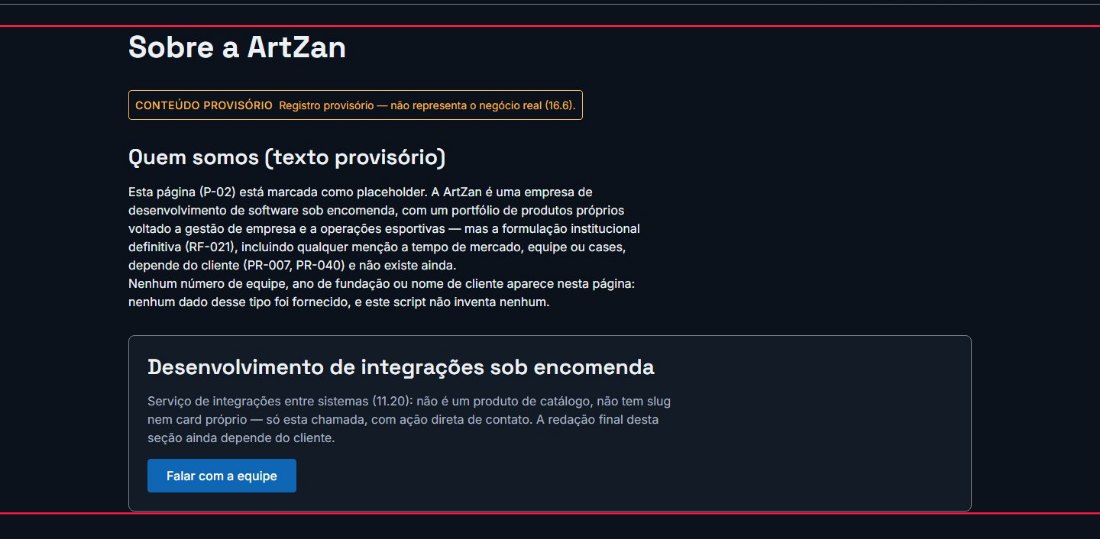 Sobre a ArtZan
CONTEÚDO PROVISÓRIO Registro provisório — não representa o negócio real (16.6).
Quem somos (texto provisório)
Esta página (P-02) está marcada como placeholder. A ArtZan é uma empresa de
desenvolvimento de software sob encomenda, com um portfólio de produtos próprios
voltado a gestão de empresa e a operações esportivas — mas a formulação institucional
definitiva (RF-021), incluindo qualquer menção a tempo de mercado, equipe ou cases,
depende do cliente (PR-007, PR-040) e não existe ainda.
Nenhum número de equipe, ano de fundação ou nome de cliente aparece nesta página:
nenhum dado desse tipo foi fornecido, e este script não inventa nenhum.
Desenvolvimento de integrações sob encomenda
Serviço de integrações entre sistemas (11.20): não é um produto de catálogo, não tem slug
nem card próprio — só esta chamada, com ação direta de contato. A redação final desta
seção ainda depende do cliente.
Falar com a equipe